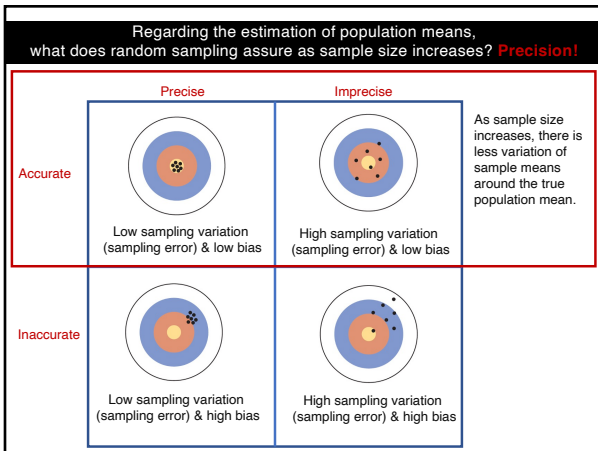 Regarding the estimation of population means,
what does random sampling assure as sample size increases? Precision!
Precise
Imprecise
Accurate
As sample size
increases, there is
less variation of
sample means
around the true
population mean.
Low sampling variation
(sampling error) & low bias
High sampling variation
(sampling error) & low bias
Inaccurate
Low sampling variation
(sampling error) & high bias
High sampling variation
(sampling error) & high bias